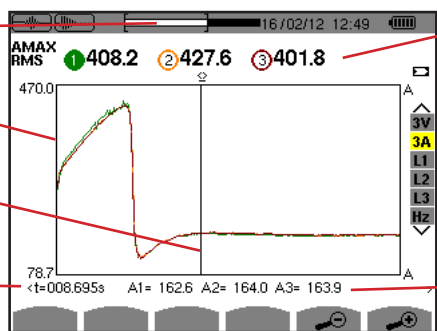 16/02/12 12:49
AMAX
RMS
1 408.2 2 427.6 3 401.8
470.0 A
3V
3A
L1
L2
L3
Hz
78.7 A
<t=008.695s A1= 162.6 A2= 164.0 A3= 163.9 >